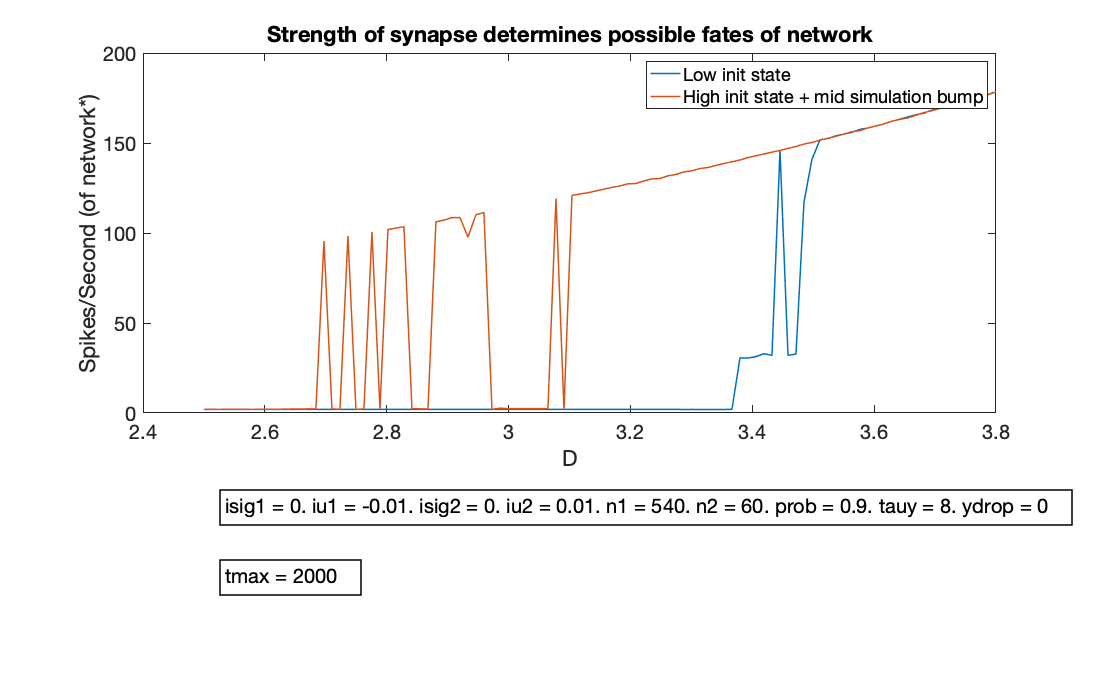 Strength of synapse determines possible fates of network
200
150
100
50
0
Spikes/Second (of network*)
Low init state
High init state + mid simulation bump
2.4 2.6 2.8 3 3.2 3.4 3.6 3.8
D
isig1 = 0. iu1 = -0.01. isig2 = 0. iu2 = 0.01. n1 = 540. n2 = 60. prob = 0.9. tauy = 8. ydrop = 0
tmax = 2000